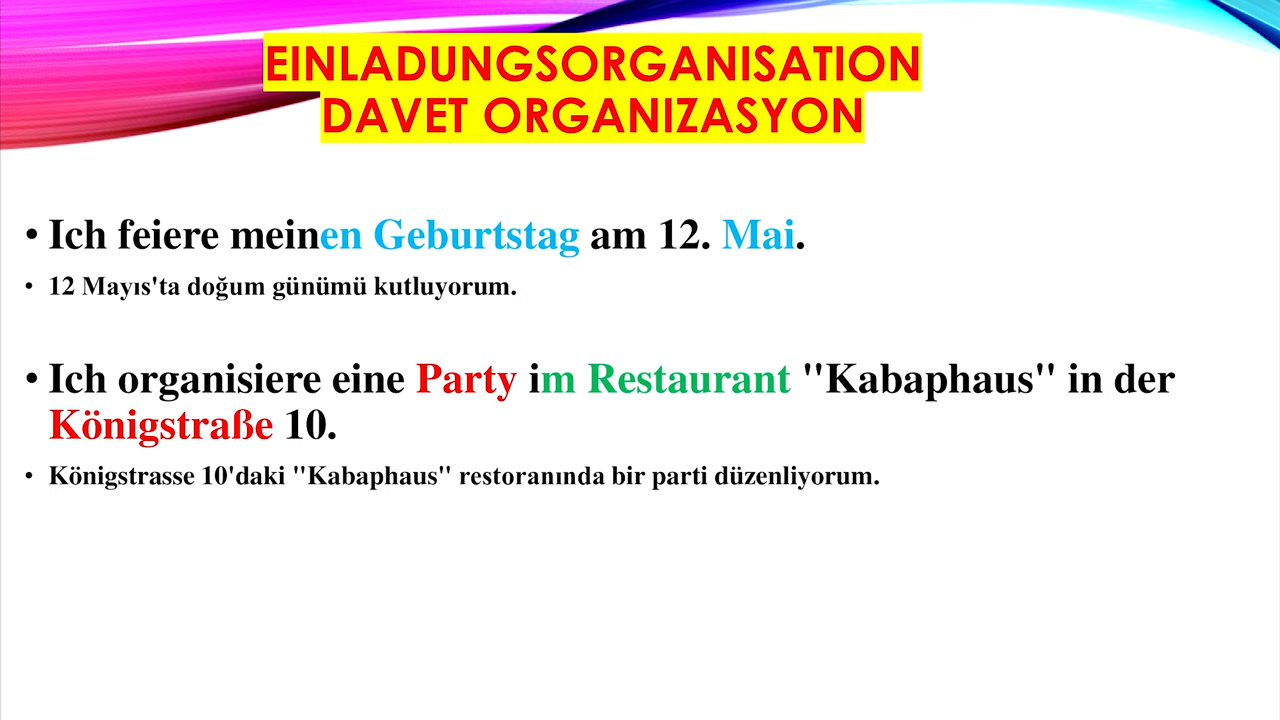 EINLADUNGSORGANISATION
DAVET ORGANIZASYON
• Ich feiere meinen Geburtstag am 12. Mai.
• 12 Mayıs'ta doğum günümü kutluyorum.
• Ich organisiere eine Party im Restaurant "Kabaphaus" in der
Königstraße 10.
• Königstrasse 10'daki "Kabaphaus" restoranında bir parti düzenliyorum.